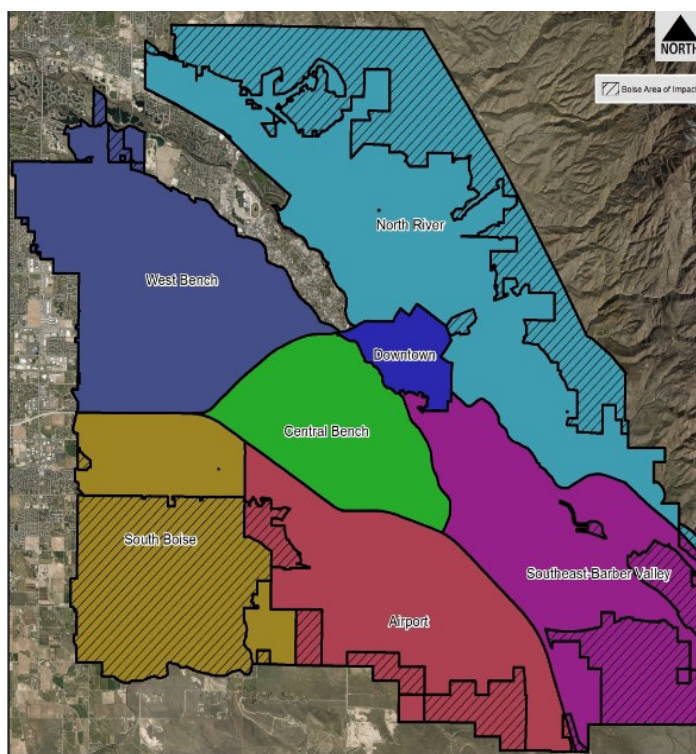 NORTH
Boise Area of Impact
North River
West Bench
Downtown
Central Bench
South Boise
Southeast-Barber Valley
Airport